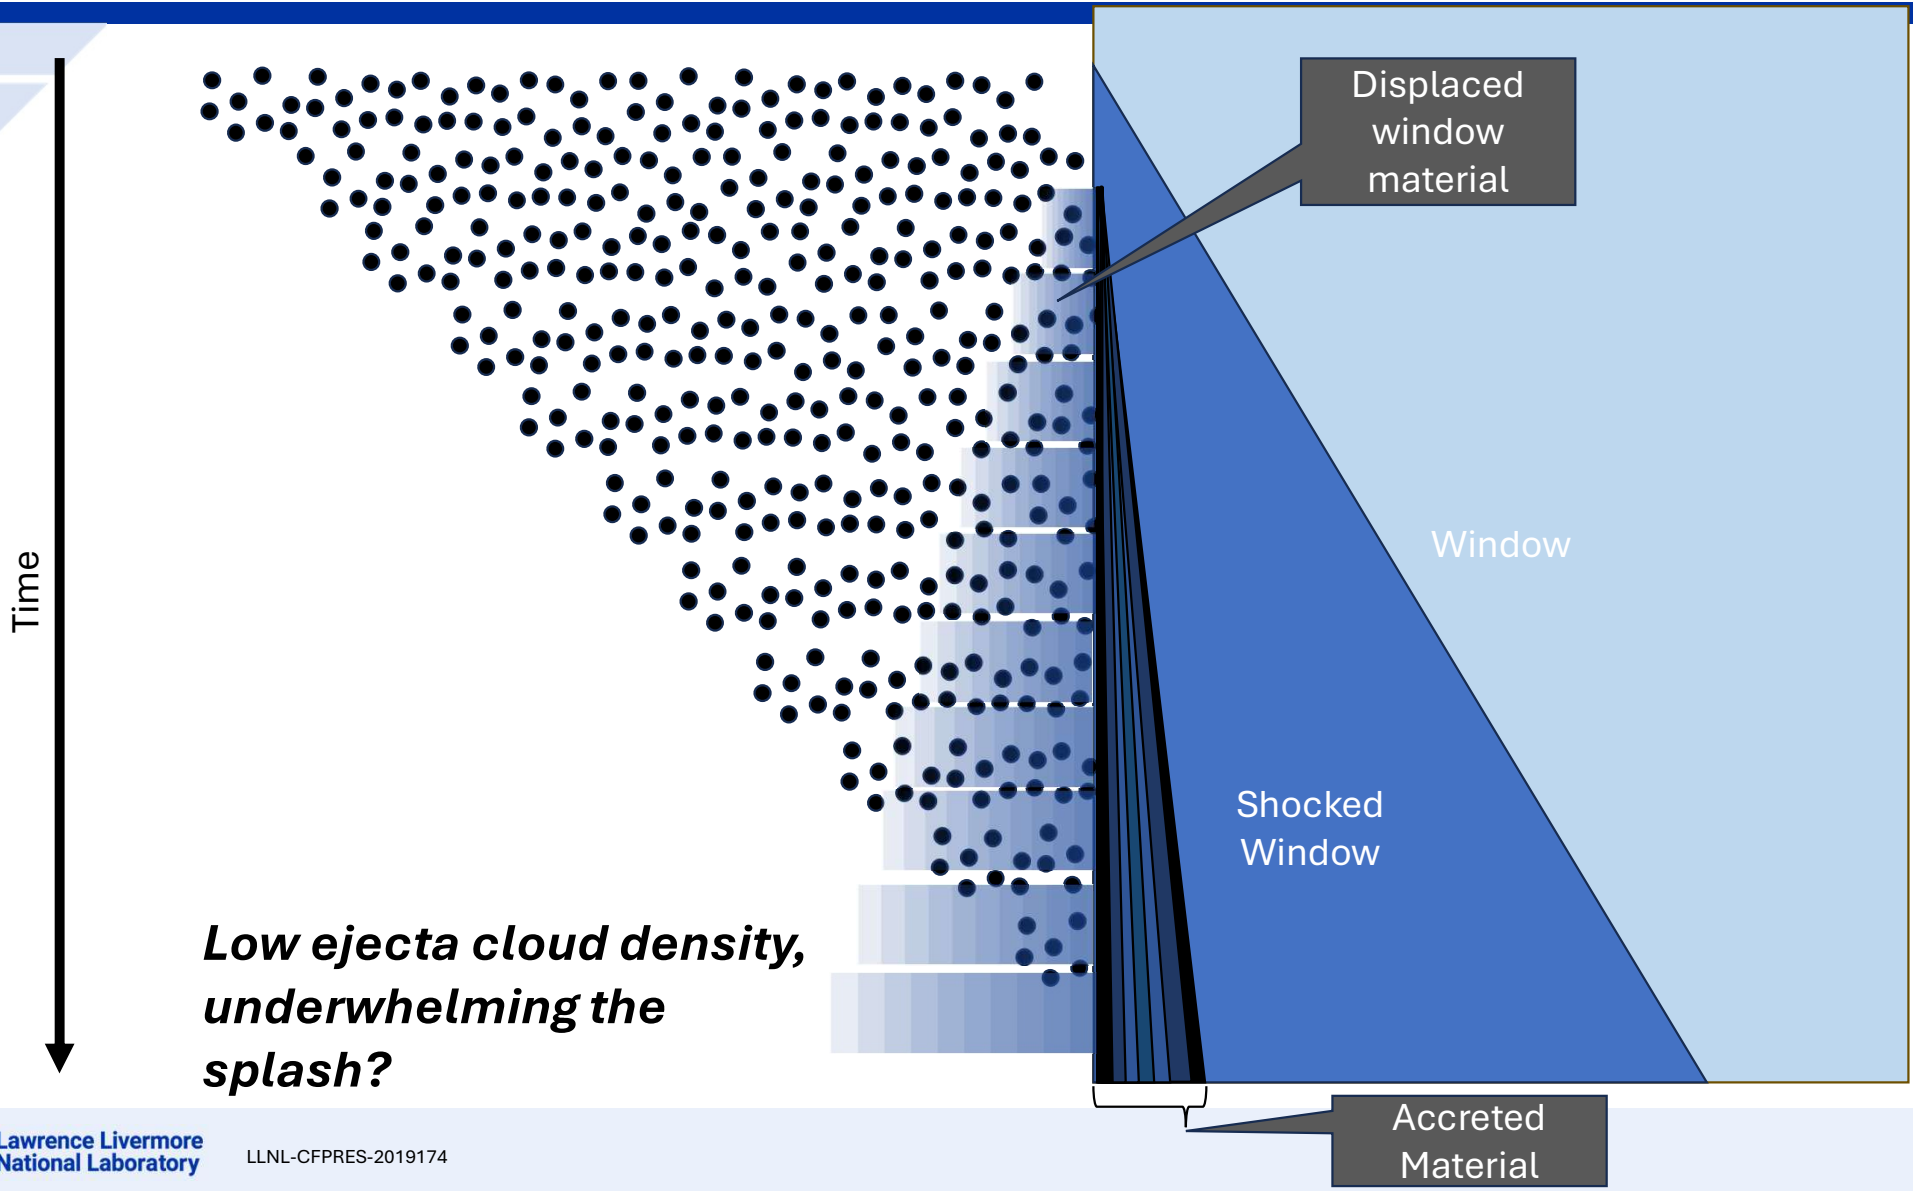 Displaced
window
material
Time
Window
Shocked
Window
Low ejecta cloud density,
underwhelming the
splash?
Accreted
Material
Lawrence Livermore
National Laboratory
LLNL-CFPRES-2019174